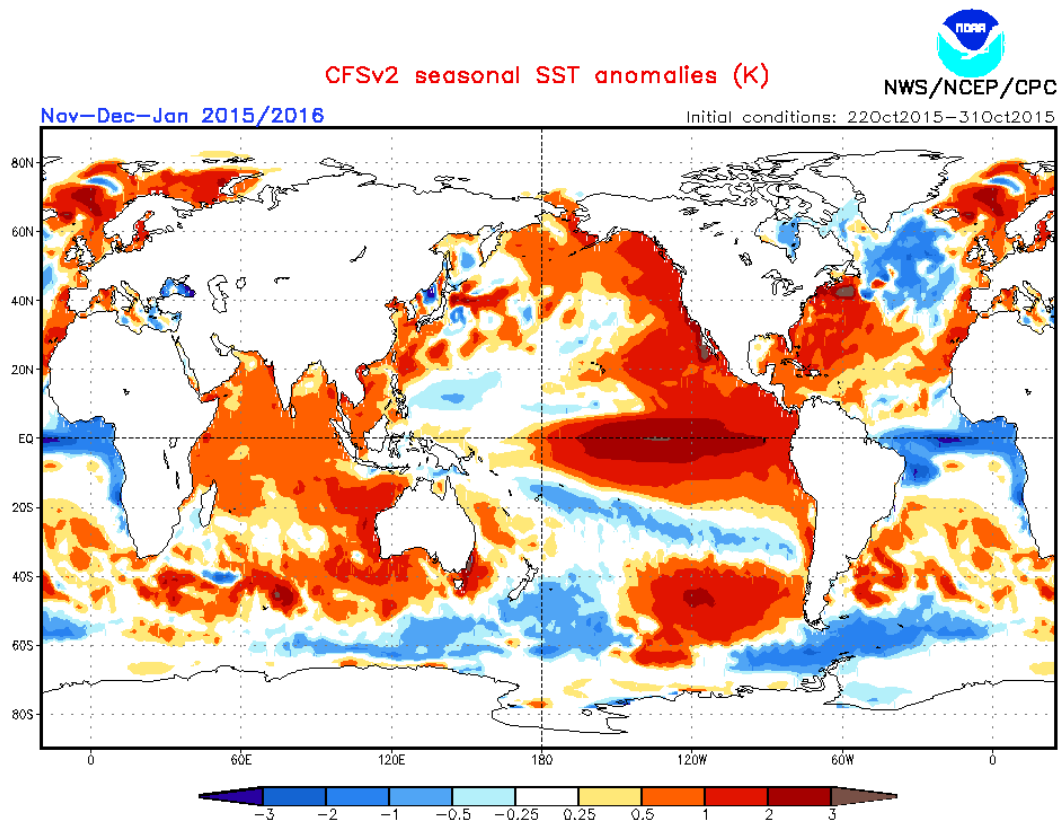 NOAA
CFSv2 seasonal SST anomalies (K)
NWS/NCEP/CPC
Nov-Dec-Jan 2015/2016
Initial conditions: 22Oct2015-31Oct2015
80N
60N
40N
20N
EQ
20S
40S
60S
80S
0 60E 120E 180 120W 60W 0
-3 -2 -1 -0.5 -0.25 0.25 0.5 1 2 3